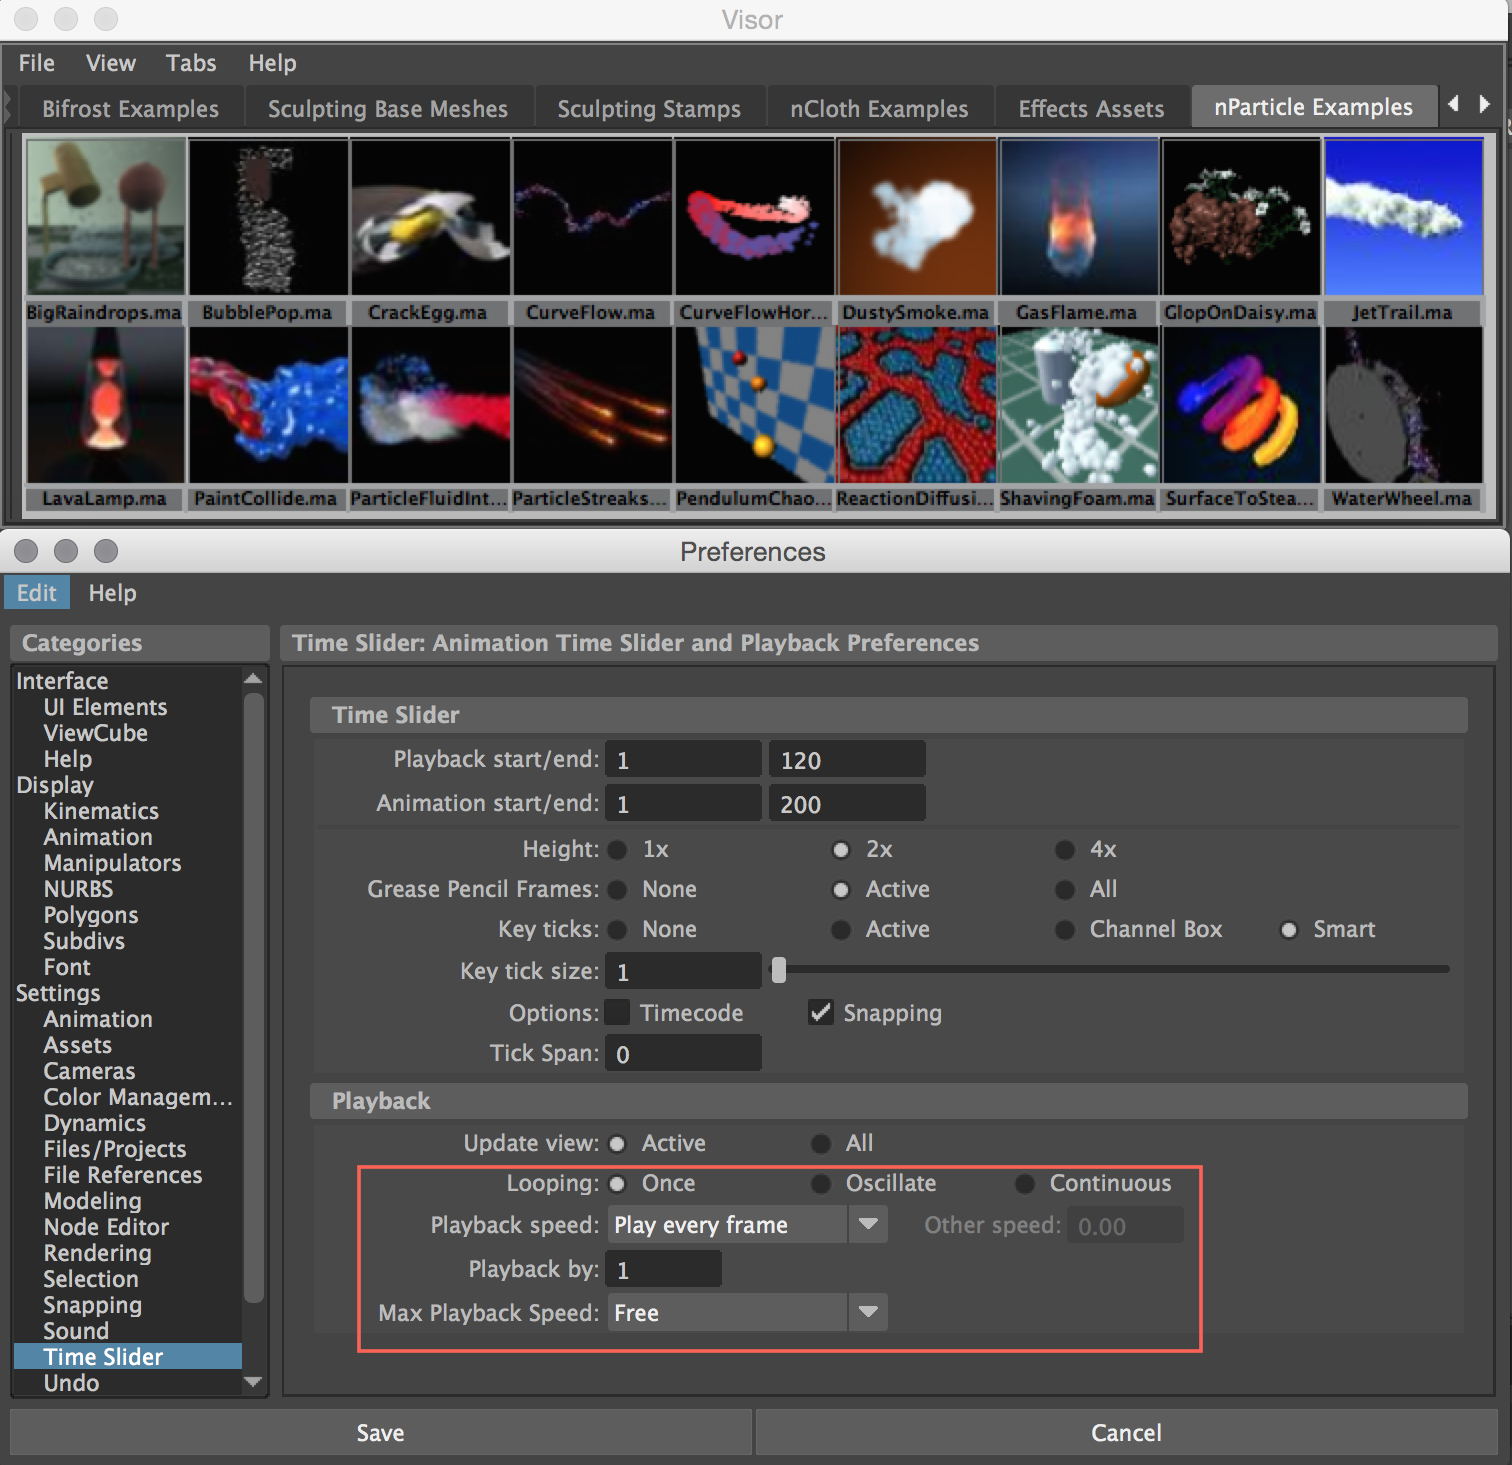 Visor
File View Tabs Help
Bifrost Examples Sculpting Base Meshes Sculpting Stamps nCloth Examples Effects Assets nParticle Examples
BigRaindrops.ma BubblePop.ma CrackEgg.ma CurveFlow.ma CurveFlowHor... DustySmoke.ma GasFlame.ma GlopOnDaisy.ma JetTrail.ma
LavaLamp.ma PaintCollide.ma ParticleFluidInt... ParticleStreaks... PendulumChao... ReactionDiffusi... ShavingFoam.ma SurfaceToStea... WaterWheel.ma
Preferences
Edit Help
Categories
Interface
UI Elements
ViewCube
Help
Display
Kinematics
Animation
Manipulators
NURBS
Polygons
Subdivs
Font
Settings
Animation
Assets
Cameras
Color Managem...
Dynamics
Files/Projects
File References
Modeling
Node Editor
Rendering
Selection
Snapping
Sound
Time Slider
Undo
Time Slider: Animation Time Slider and Playback Preferences
Time Slider
Playback start/end: 1 120
Animation start/end: 1 200
Height: 1x 2x 4x
Grease Pencil Frames: None Active All
Key ticks: None Active Channel Box Smart
Key tick size: 1
Options: Timecode Snapping
Tick Span: 0
Playback
Update view: Active All
Looping: Once Oscillate Continuous
Playback speed: Play every frame Other speed: 0.00
Playback by: 1
Max Playback Speed: Free
Save Cancel